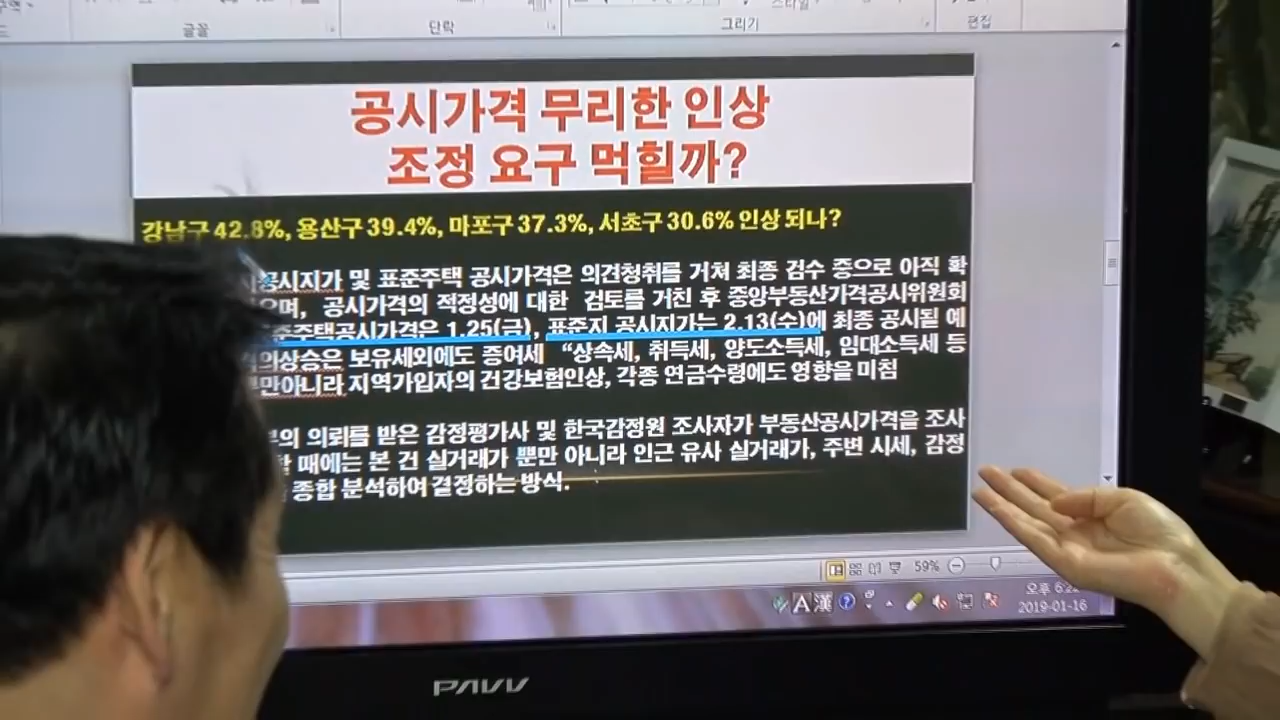 글꼴 단락 그리기 편집
공시가격 무리한 인상
조정 요구 먹힐까?
강남구 42.8%, 용산구 39.4%, 마포구 37.3%, 서초구 30.6% 인상 되나?
공시지가 및 표준주택 공시가격은 의견청취를 거쳐 최종 검수 중으로 아직 확
으며, 공시가격의 적정성에 대한 검토를 거친 후 중앙부동산가격공시위원회
준주택공시가격은 1.25(금), 표준지 공시지가는 2.13(수)에 최종 공시될 예
의상승은 보유세외에도 증여세 “상속세, 취득세, 양도소득세, 임대소득세 등
뿐만아니라 지역가입자의 건강보험인상, 각종 연금수령에도 영향을 미침
의 의뢰를 받은 감정평가사 및 한국감정원 조사자가 부동산공시가격을 조사
할 때에는 본 건 실거래가 뿐만 아니라 인근 유사 실거래가, 주변 시세, 감정
종합 분석하여 결정하는 방식.
59%
A 漢
오후 6:2
2019-01-16
PAVV